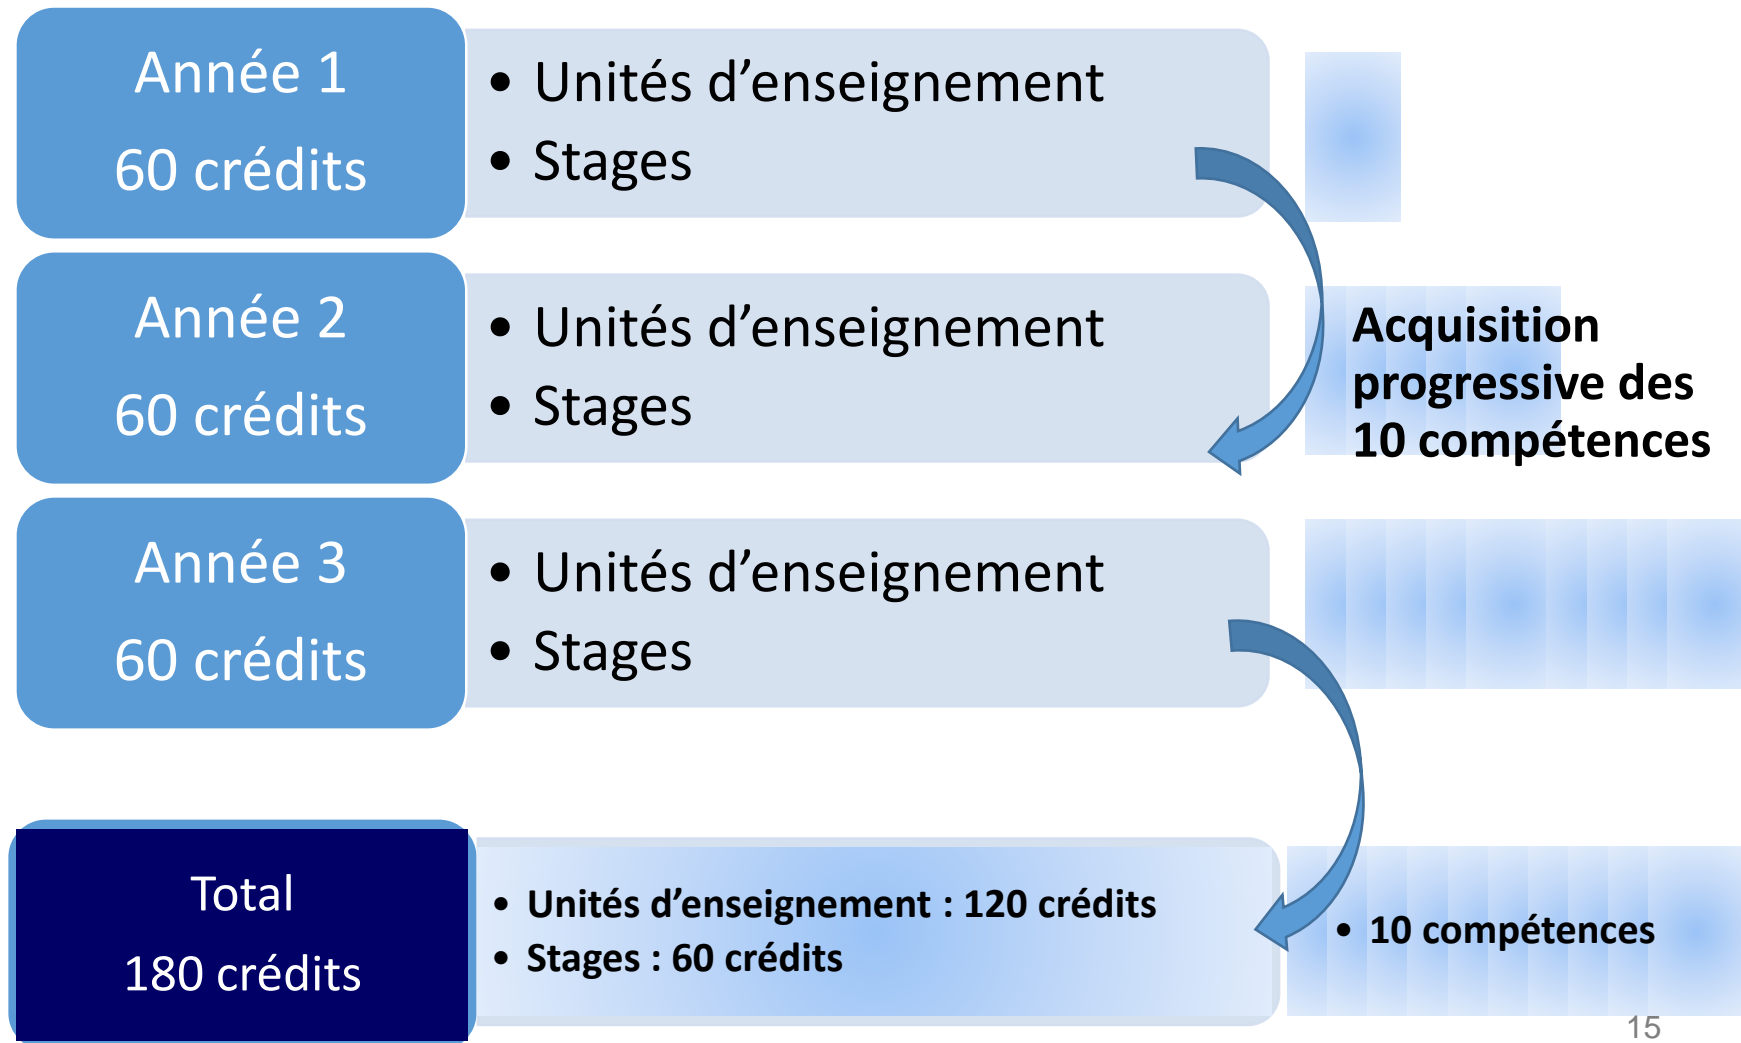 Année 1
60 crédits
• Unités d’enseignement
• Stages
Année 2
60 crédits
• Unités d’enseignement
• Stages
Acquisition
progressive des
10 compétences
Année 3
60 crédits
• Unités d’enseignement
• Stages
Total
180 crédits
• Unités d’enseignement : 120 crédits
• Stages : 60 crédits
• 10 compétences
15